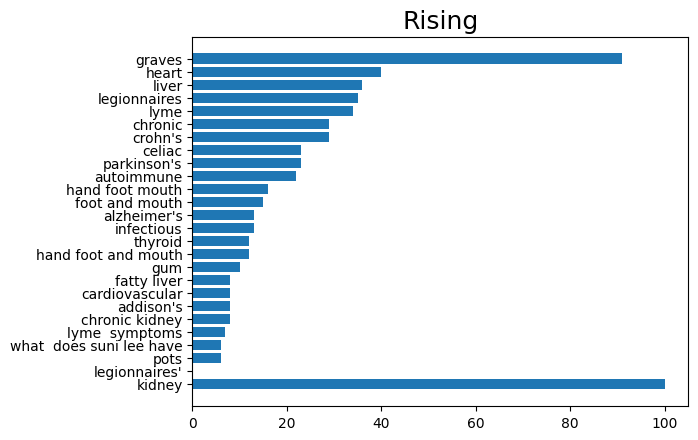 Rising
graves
heart
liver
legionnaires
lyme
chronic
crohn's
celiac
parkinson's
autoimmune
hand foot mouth
foot and mouth
alzheimer's
infectious
thyroid
hand foot and mouth
gum
fatty liver
cardiovascular
addison's
chronic kidney
lyme  symptoms
what  does suni lee have
pots
legionnaires'
kidney
0 20 40 60 80 100